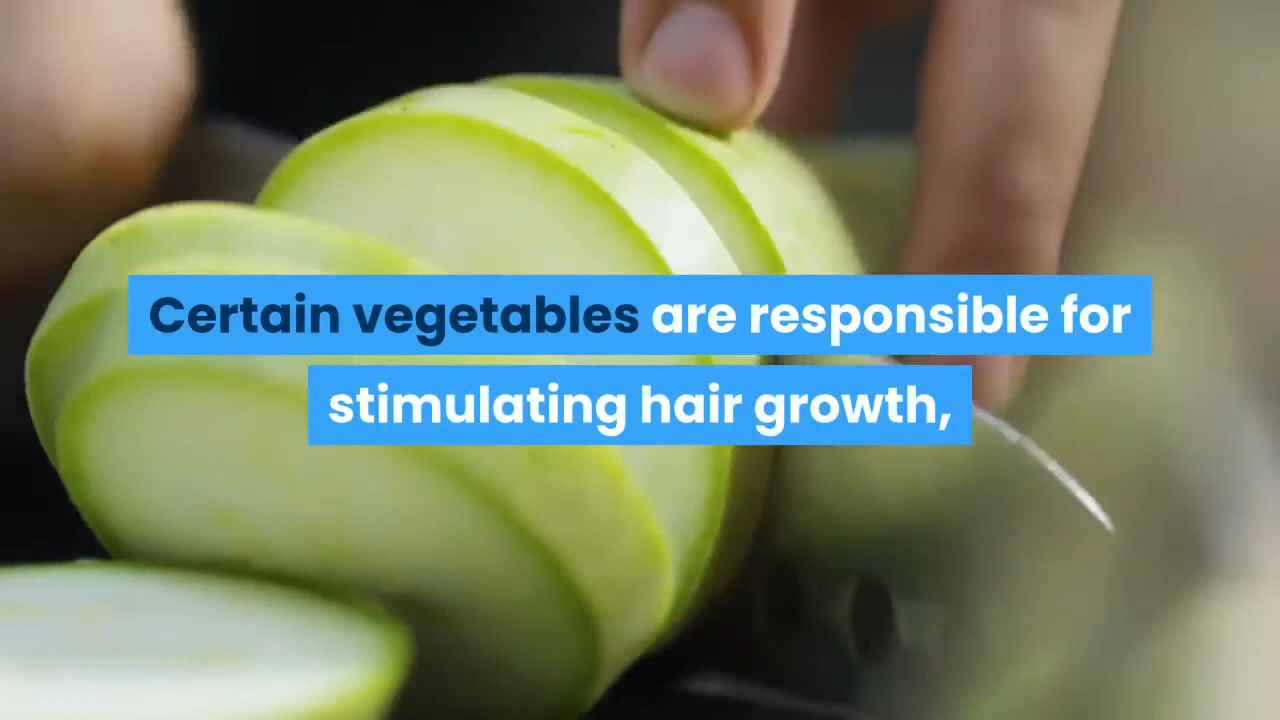 Certain vegetables are responsible for
stimulating hair growth,